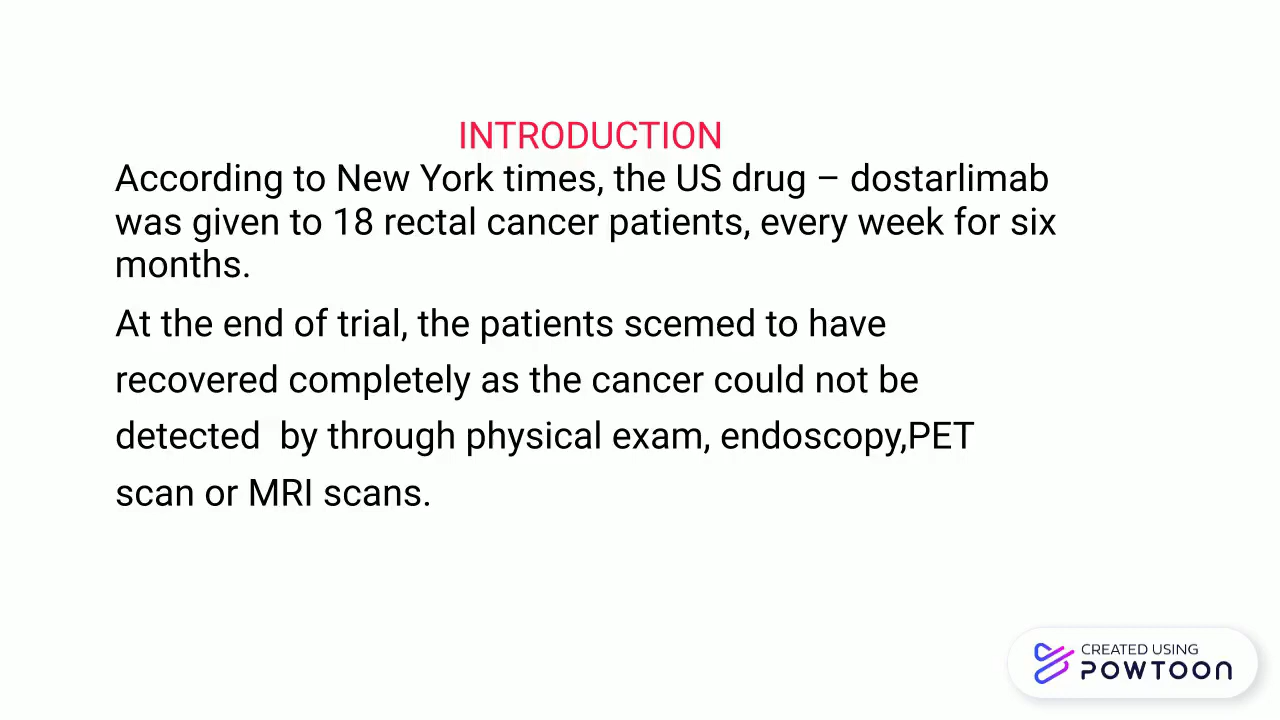 INTRODUCTION
According to New York times, the US drug – dostarlimab
was given to 18 rectal cancer patients, every week for six
months.
At the end of trial, the patients scemed to have
recovered completely as the cancer could not be
detected  by through physical exam, endoscopy,PET
scan or MRI scans.
CREATED USING
POWTOON